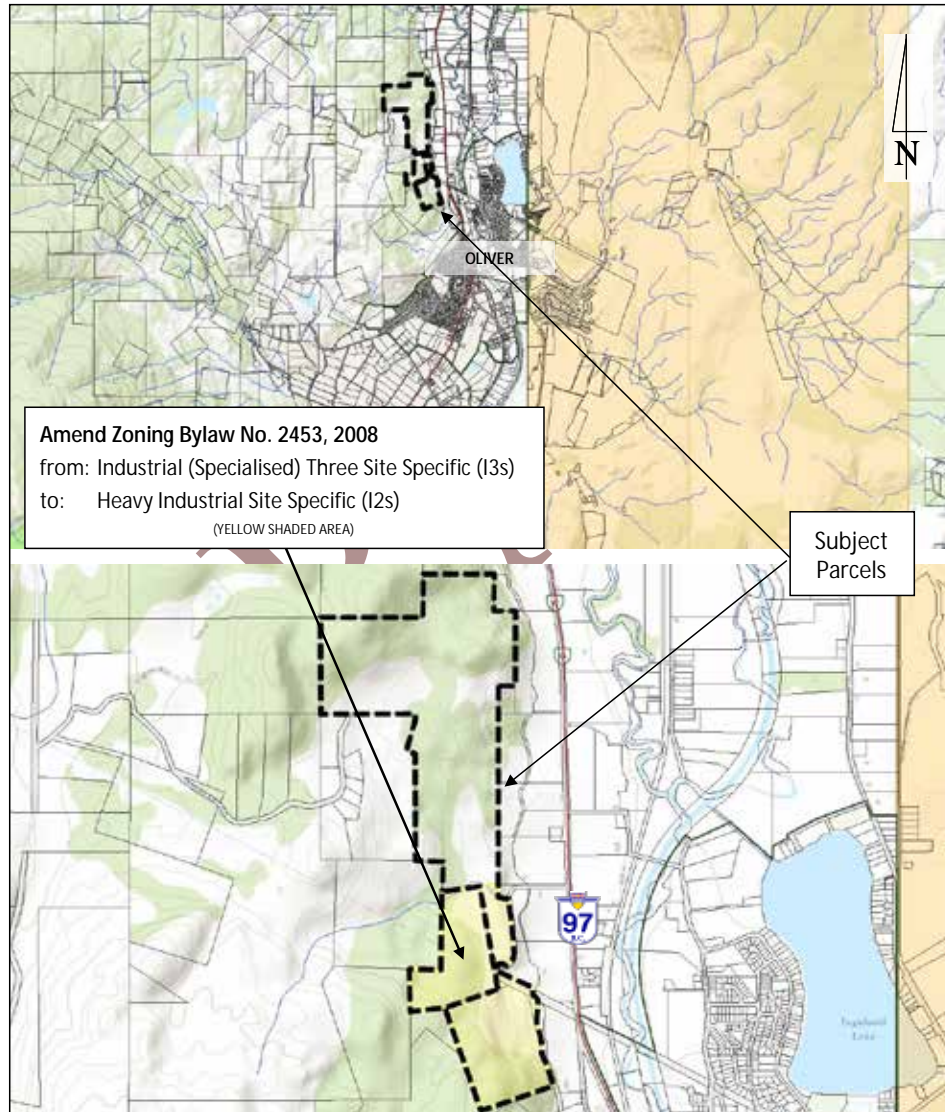 N
OLIVER
Amend Zoning Bylaw No. 2453, 2008
from: Industrial (Specialised) Three Site Specific (I3s)
to: Heavy Industrial Site Specific (I2s)
(YELLOW SHADED AREA)
Subject
Parcels
97
B.C.
Lake